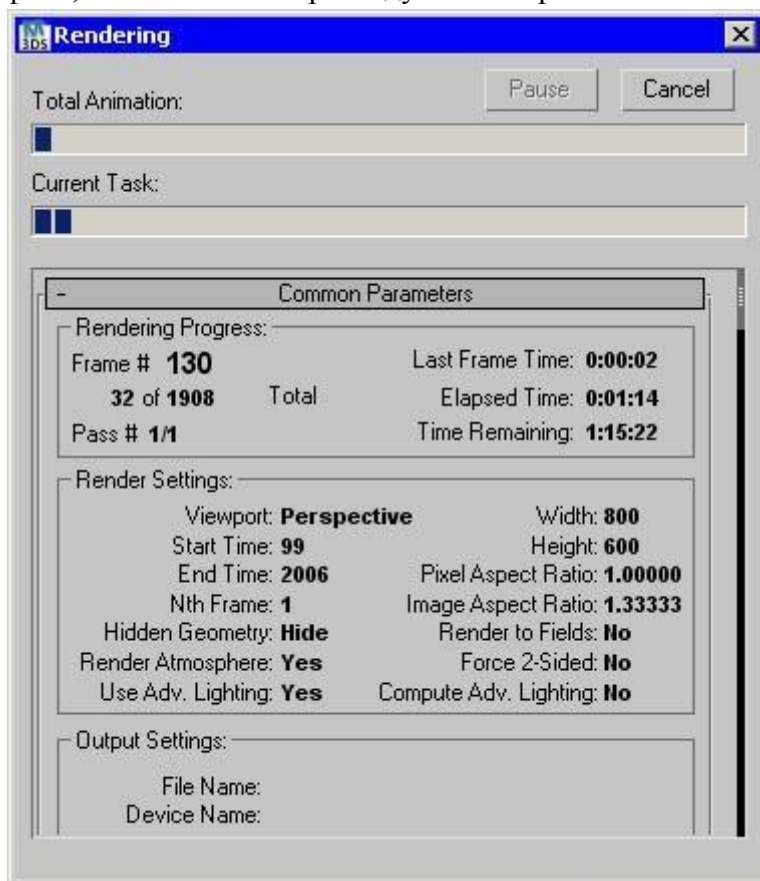 M
3DS
Rendering
Pause
Cancel
Total Animation:
Current Task:
- Common Parameters
Rendering Progress:
Frame # 130
Last Frame Time: 0:00:02
32 of 1908 Total
Elapsed Time: 0:01:14
Pass # 1/1
Time Remaining: 1:15:22
Render Settings:
Viewport: Perspective
Width: 800
Start Time: 99
Height: 600
End Time: 2006
Pixel Aspect Ratio: 1.00000
Nth Frame: 1
Image Aspect Ratio: 1.33333
Hidden Geometry: Hide
Render to Fields: No
Render Atmosphere: Yes
Force 2-Sided: No
Use Adv. Lighting: Yes
Compute Adv. Lighting: No
Output Settings:
File Name:
Device Name: